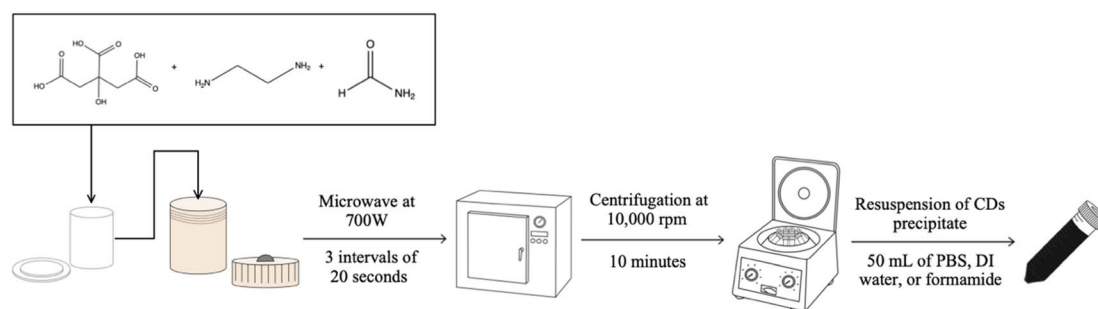 HO
O
O
OH
HO
O
OH
+
H₂N
NH₂
+
O
H
NH₂
Microwave at
700W
3 intervals of
20 seconds
Centrifugation at
10,000 rpm
10 minutes
Resuspension of CDs
precipitate
50 mL of PBS, DI
water, or formamide